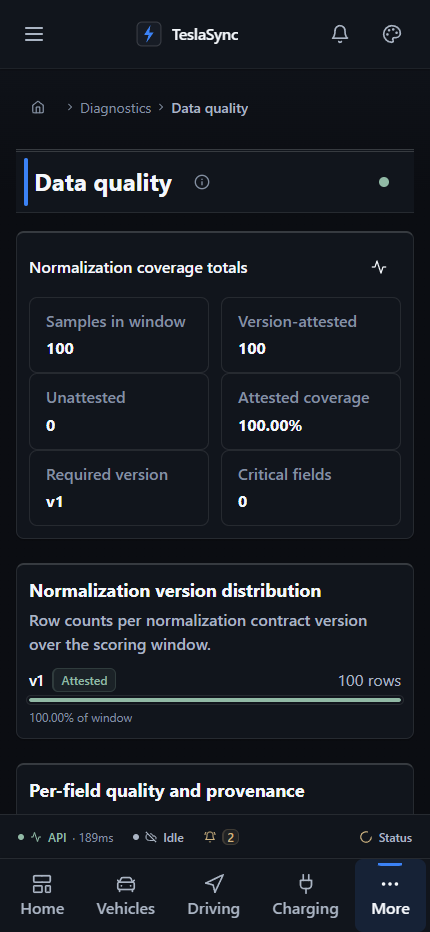 TeslaSync
Diagnostics Data quality
Data quality
Normalization coverage totals
Samples in window
100
Version-attested
100
Unattested
0
Attested coverage
100.00%
Required version
v1
Critical fields
0
Normalization version distribution
Row counts per normalization contract version
over the scoring window.
v1 Attested 100 rows
100.00% of window
Per-field quality and provenance
API · 189ms Idle 2 Status
Home Vehicles Driving Charging More